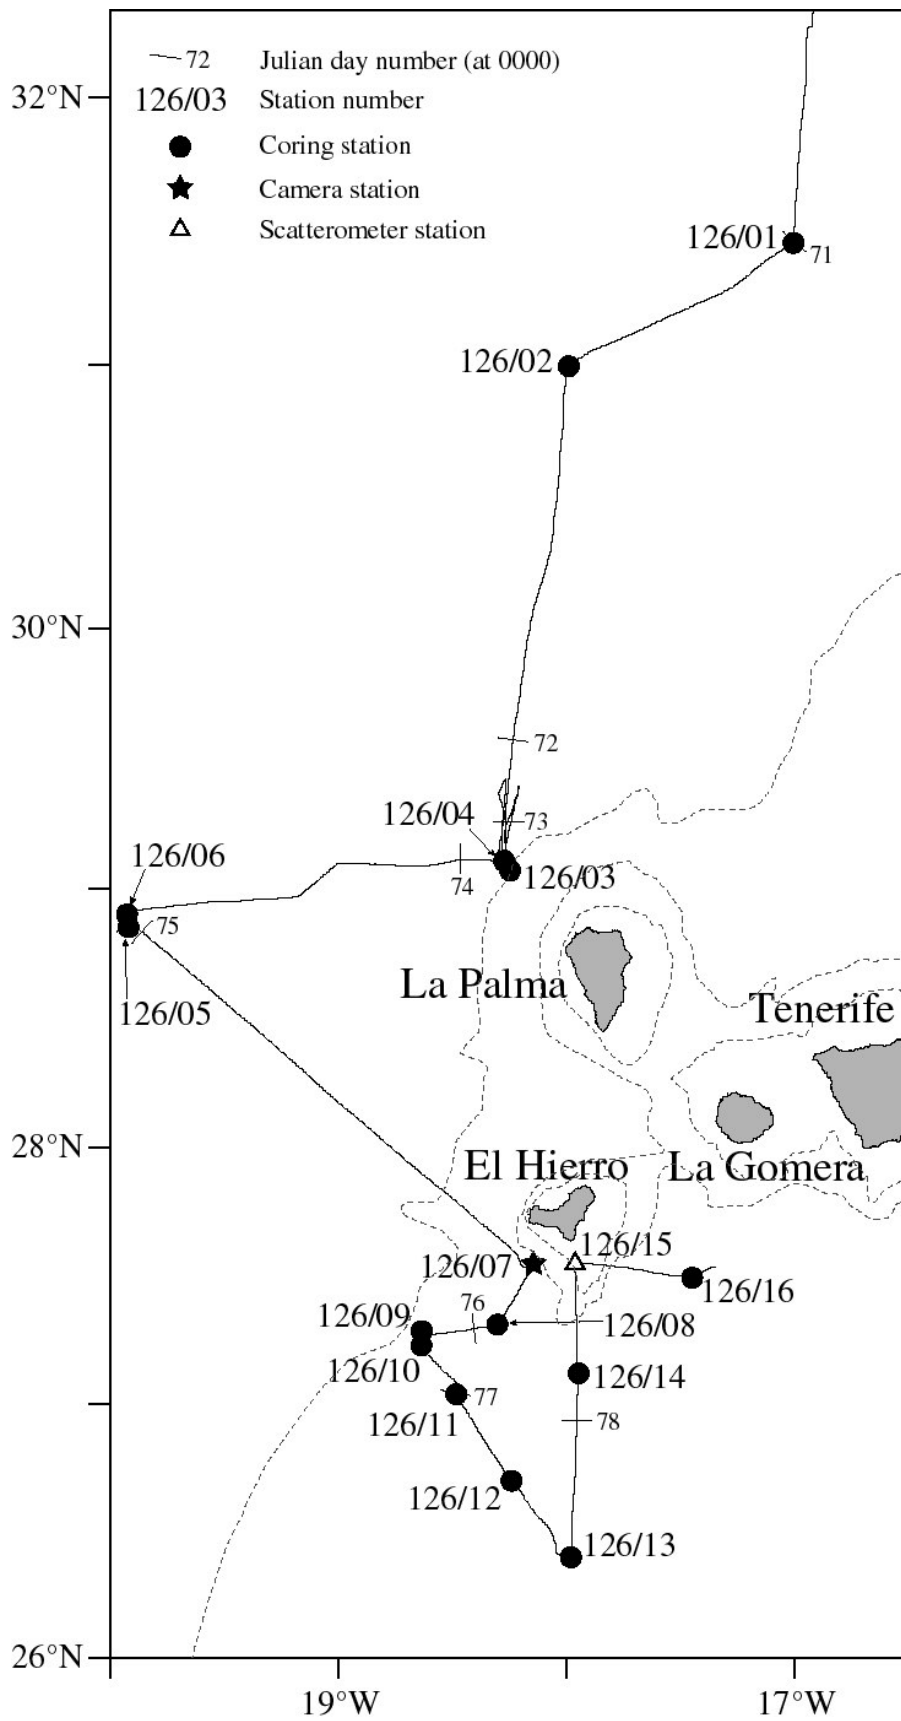 72 Julian day number (at 0000)
126/03 Station number
Coring station
Camera station
Scatterometer station
32°N
126/01
71
126/02
30°N
72
126/04
73
126/06
74
126/03
75
La Palma
126/05
Tenerife
28°N
El Hierro
La Gomera
126/15
126/07
126/16
76
126/09
126/08
126/10
126/14
77
126/11
78
126/12
126/13
26°N
19°W
17°W